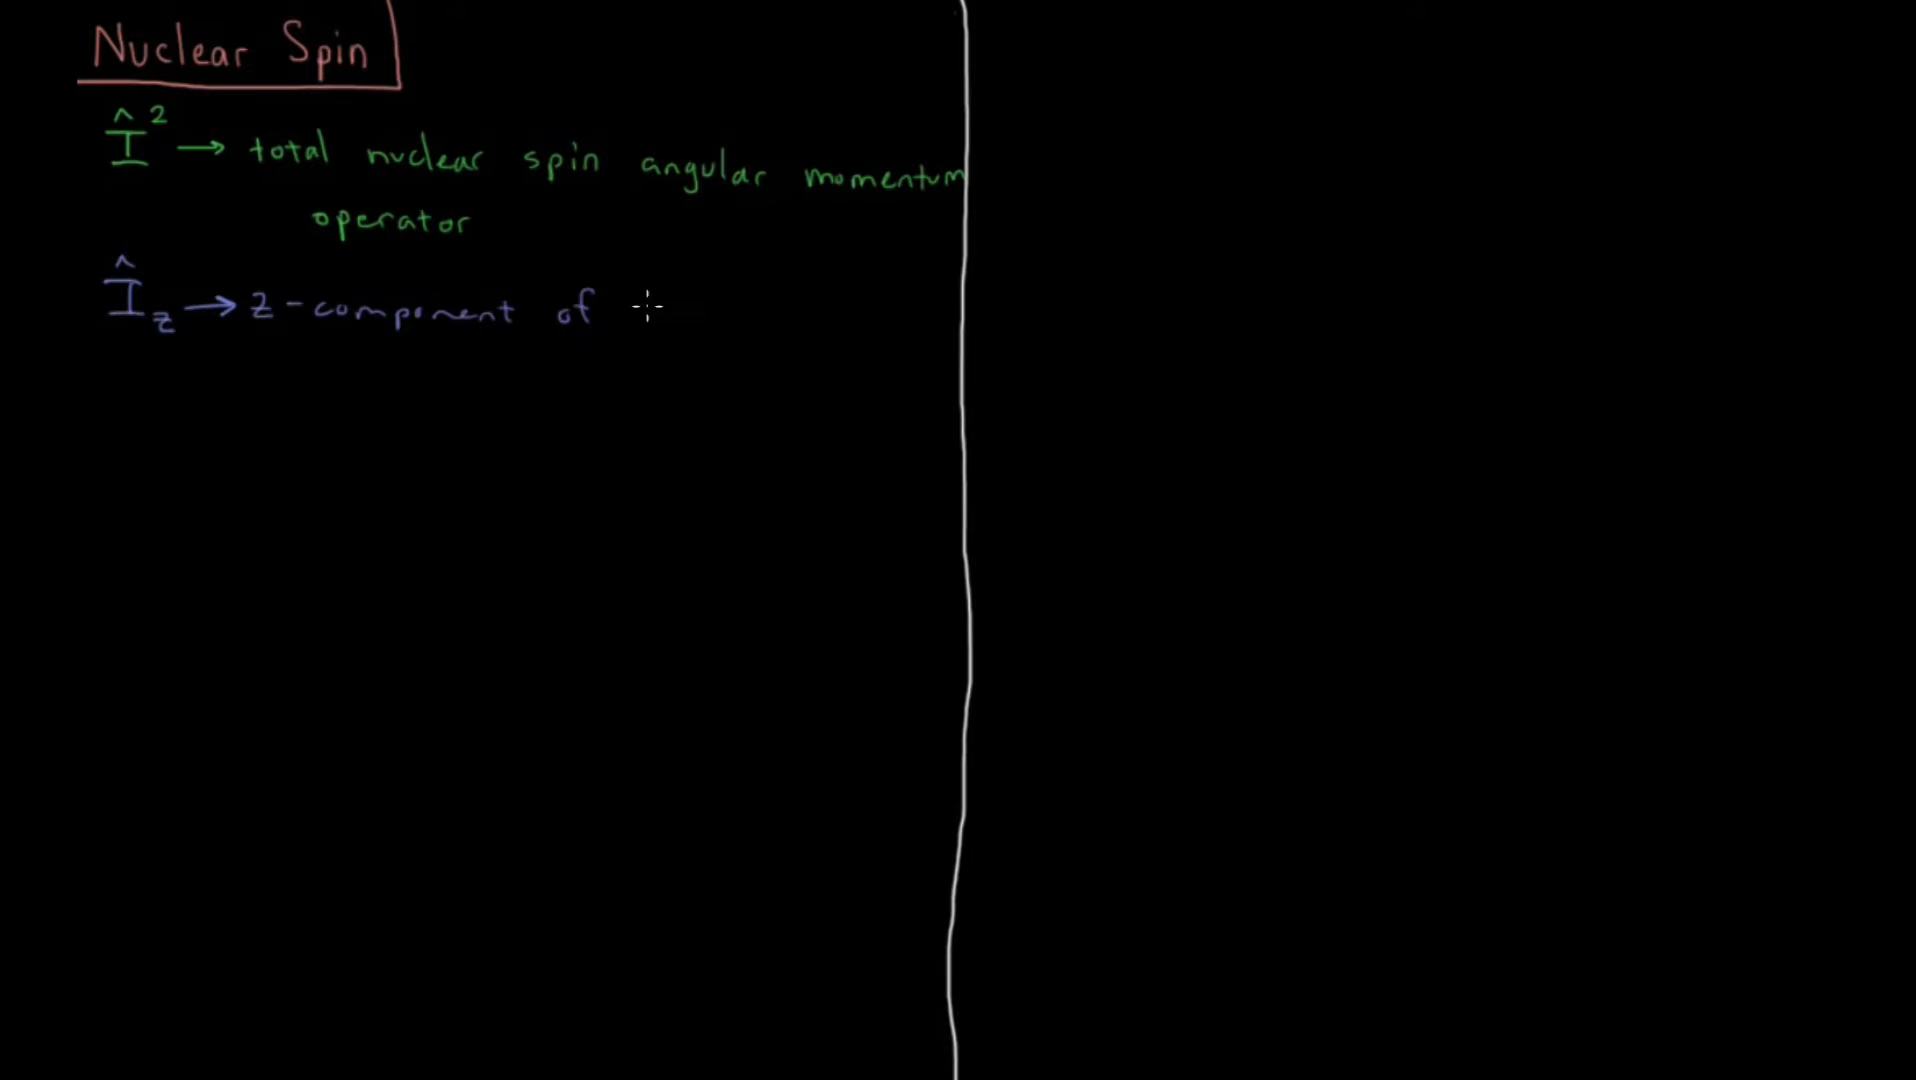 Nuclear Spin
Î² → total nuclear spin angular momentum
operator
Î_z → z-component of